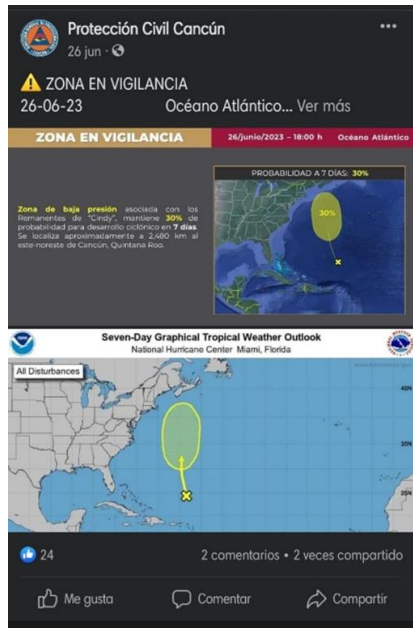 Protección Civil Cancún
26 jun ·
ZONA EN VIGILANCIA
26-06-23 Océano Atlántico... Ver más
ZONA EN VIGILANCIA 26/junio/2023 – 18:00 h Océano Atlántico
PROBABILIDAD A 7 DÍAS: 30%
30%
Zona de baja presión asociada con los
Remanentes de "Cindy", mantiene 30% de
probabilidad para desarrollo ciclónico en 7 días.
Se localiza aproximadamente a 2,480 km al
este-noreste de Cancún, Quintana Roo.
Seven-Day Graphical Tropical Weather Outlook
National Hurricane Center Miami, Florida
All Disturbances
45N
35N
25N
24
2 comentarios • 2 veces compartido
Me gusta Comentar Compartir